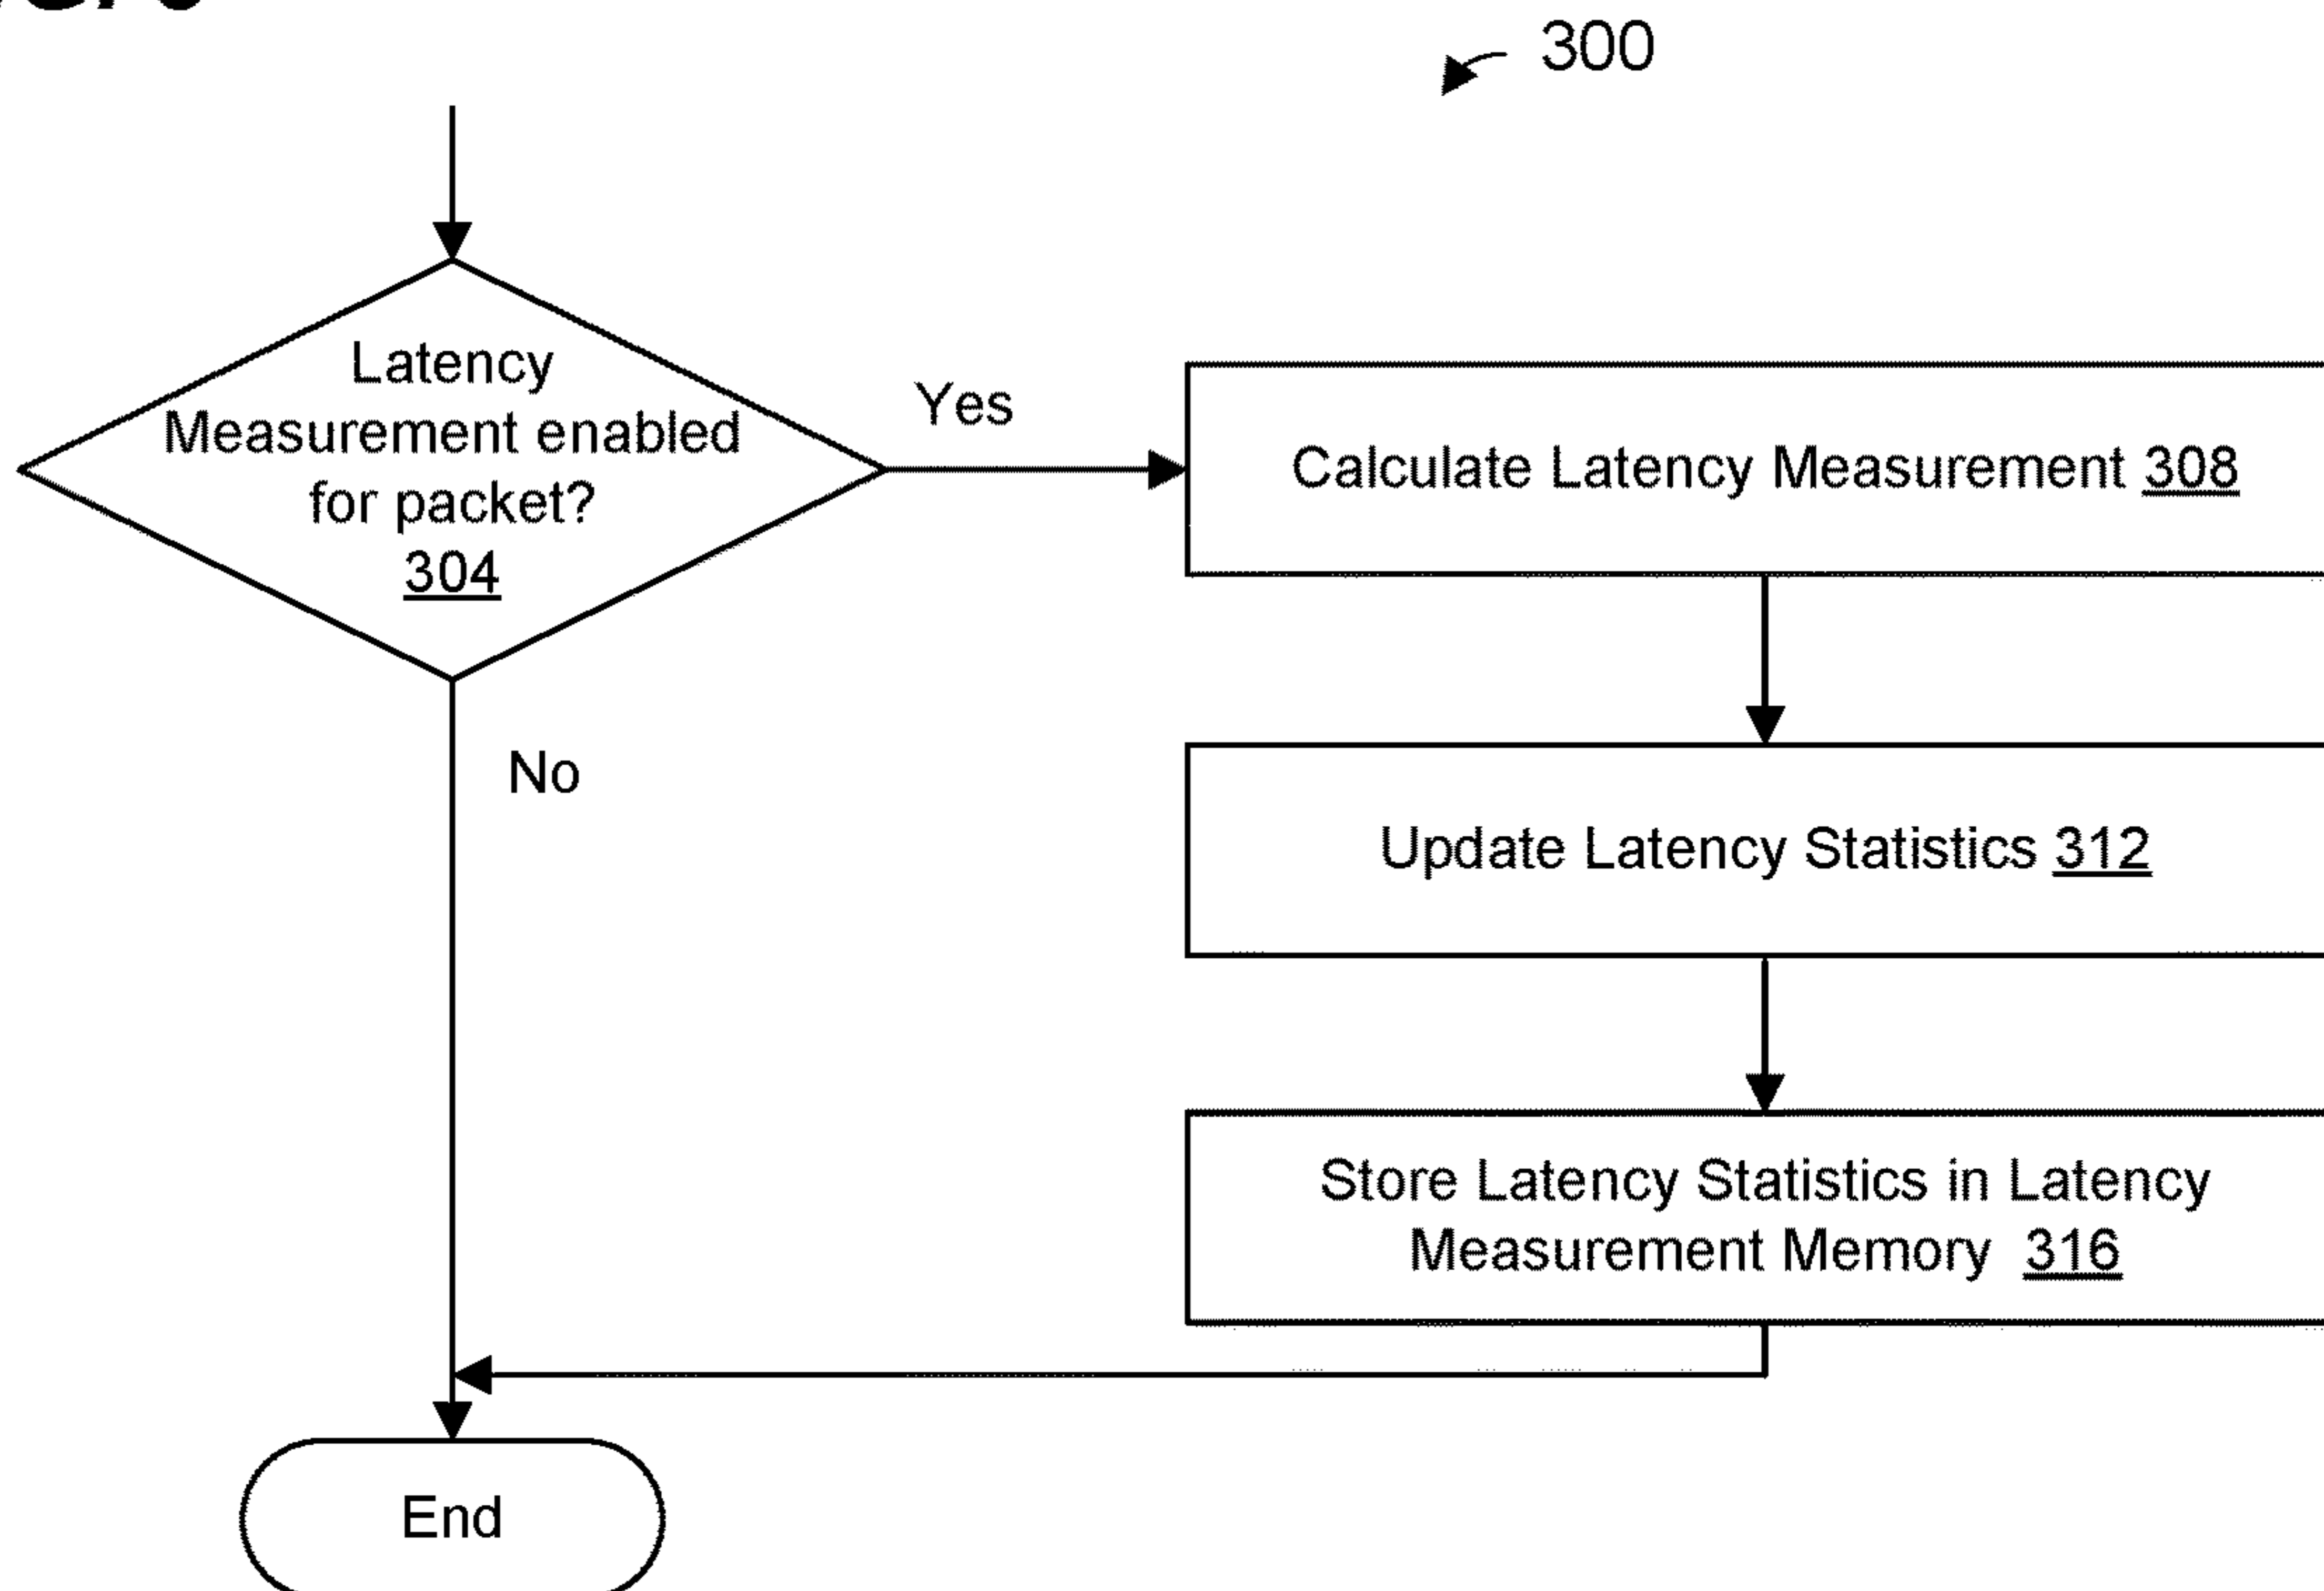 300
Latency
Measurement enabled
for packet?
304
Yes
Calculate Latency Measurement 308
No
Update Latency Statistics 312
Store Latency Statistics in Latency
Measurement Memory 316
End